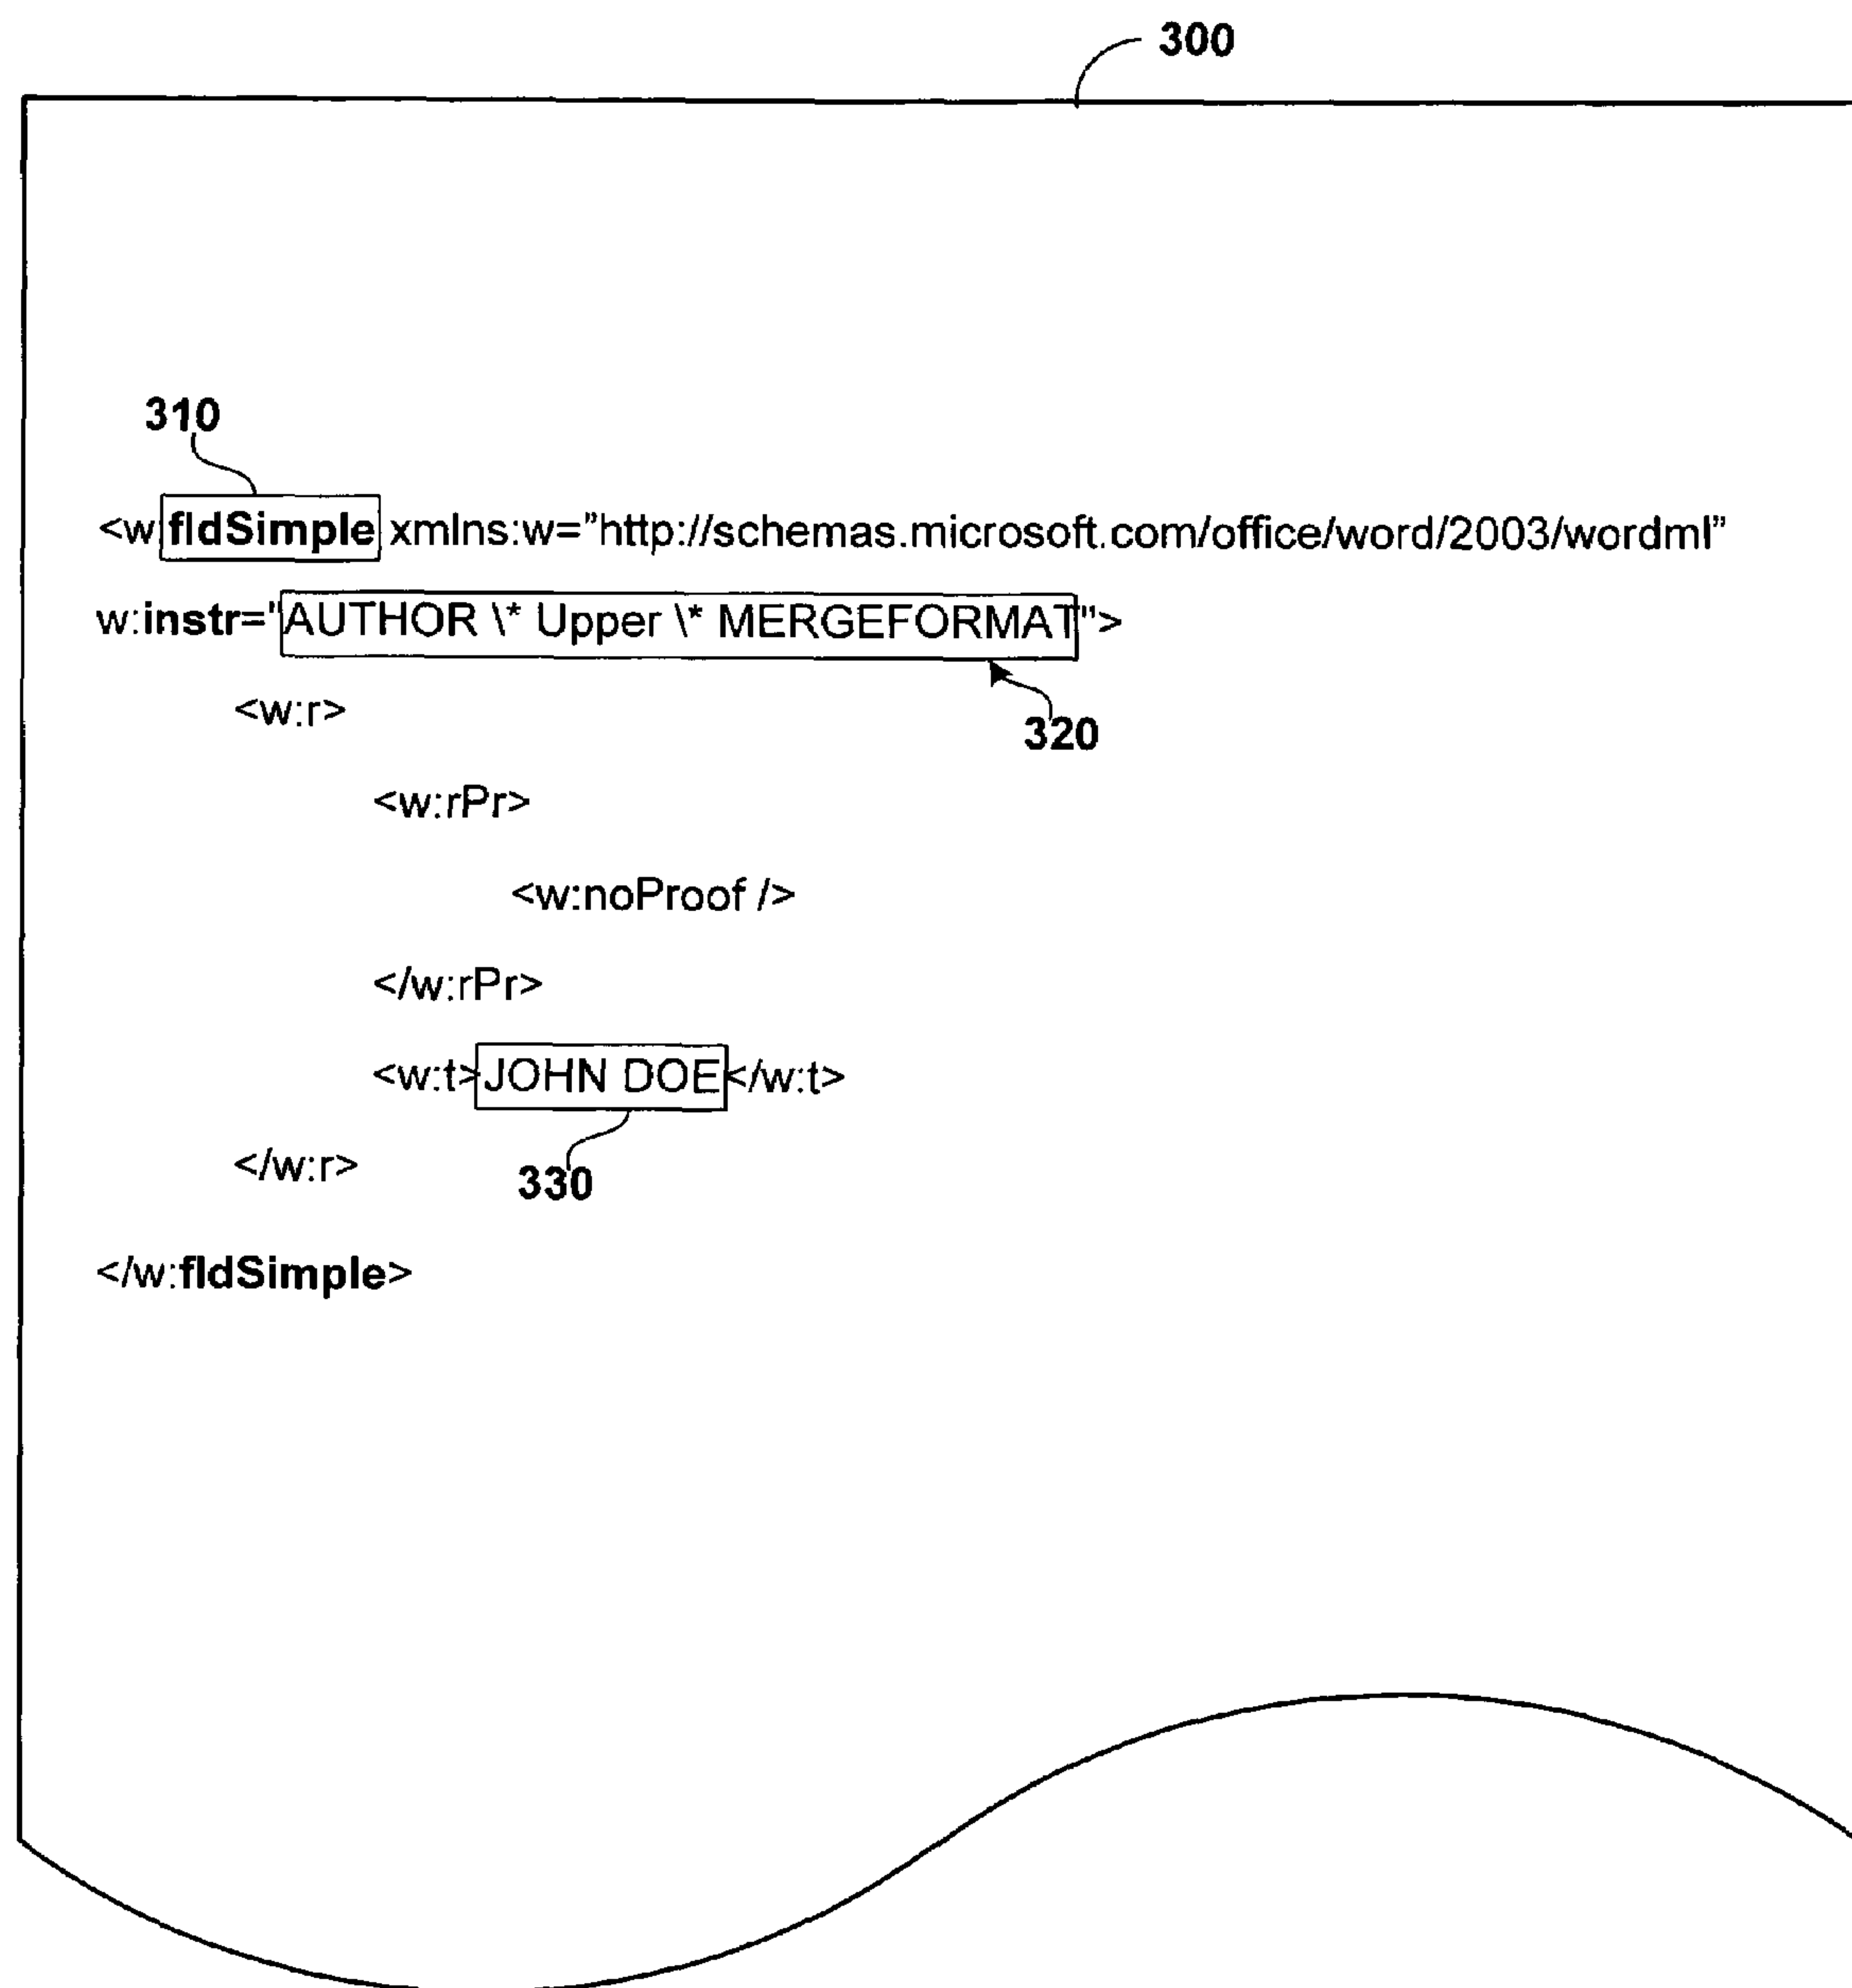 300
310
<w:fldSimple xmlns:w="http://schemas.microsoft.com/office/word/2003/wordml”
w:instr="AUTHOR \* Upper \* MERGEFORMAT">
<w:r>
320
<w:rPr>
<w:noProof />
</w:rPr>
<w:t>JOHN DOE</w:t>
</w:r>
330
</w:fldSimple>